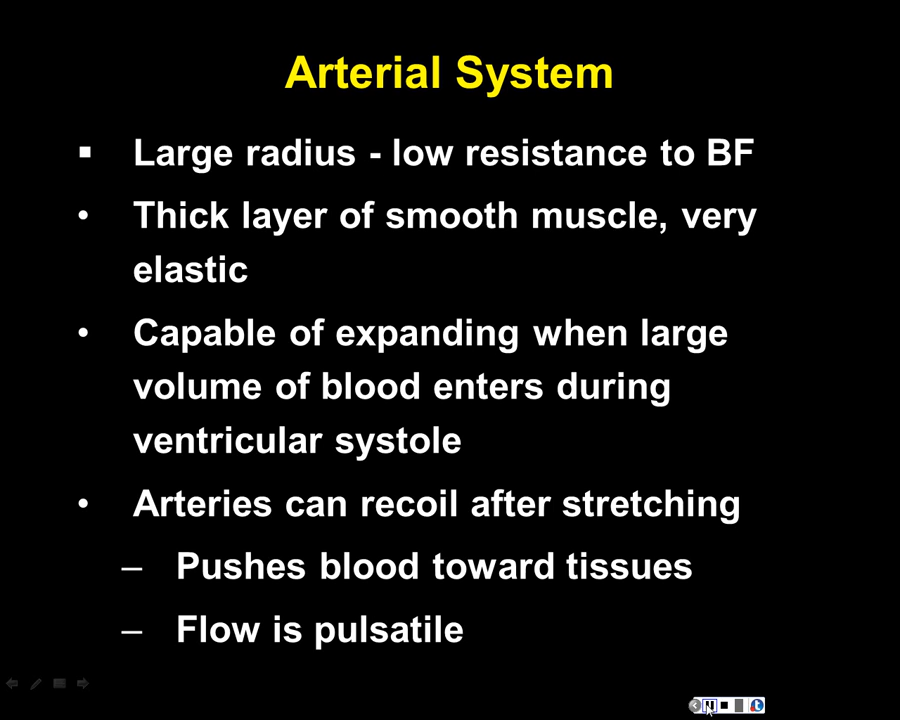 Arterial System
▪ Large radius - low resistance to BF
• Thick layer of smooth muscle, very
elastic
• Capable of expanding when large
volume of blood enters during
ventricular systole
• Arteries can recoil after stretching
– Pushes blood toward tissues
– Flow is pulsatile